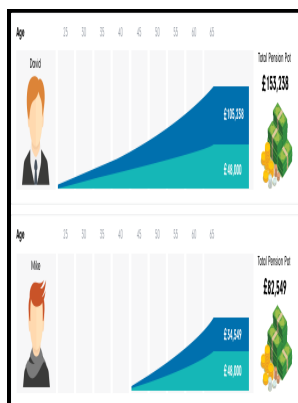 Age 25 30 35 40 45 50 55 60 65
David
Total Pension Pot
£153,238
£105,238
£48,000
Age 25 30 35 40 45 50 55 60 65
Mike
Total Pension Pot
£82,549
£34,549
£48,000